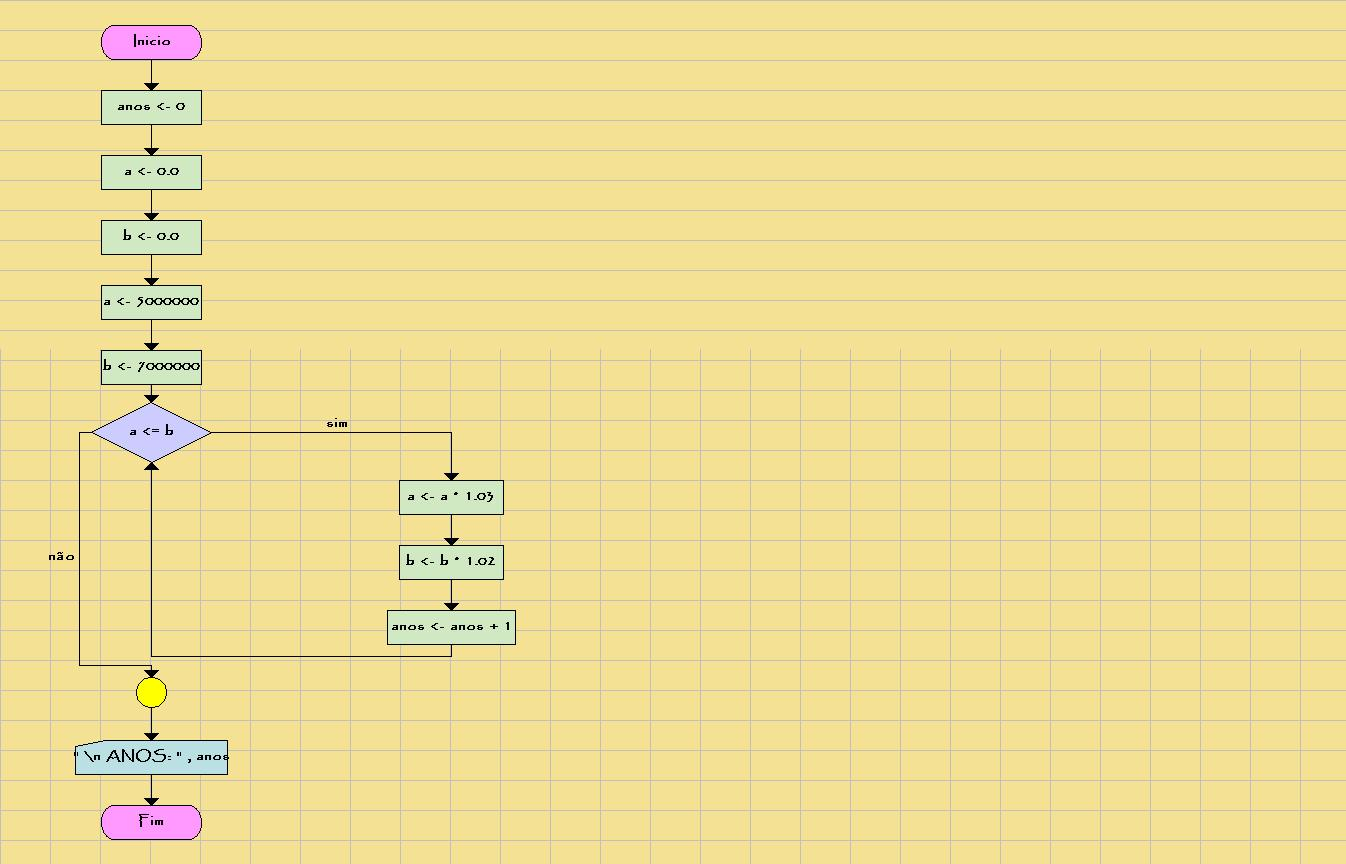 Inicio
anos <- 0
a <- 0.0
b <- 0.0
a <- 5000000
b <- 7000000
a <= b
sim
a <- a * 1.03
b <- b * 1.02
anos <- anos + 1
não
" \n ANOS: " , anos
Fim